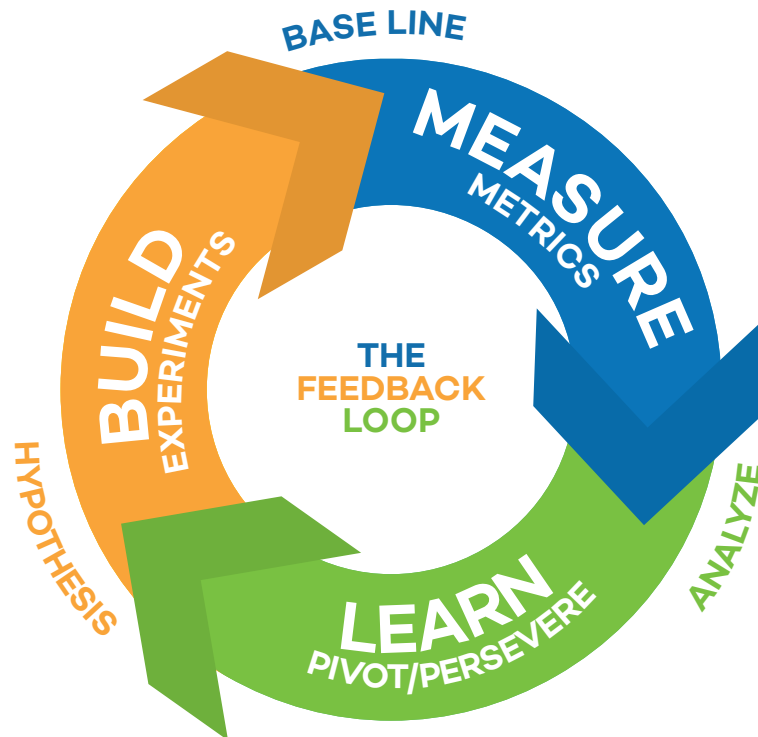 BASE LINE
MEASURE
METRICS
BUILD
EXPERIMENTS
THE
FEEDBACK
LOOP
HYPOTHESIS
ANALYZE
LEARN
PIVOT/PERSEVERE